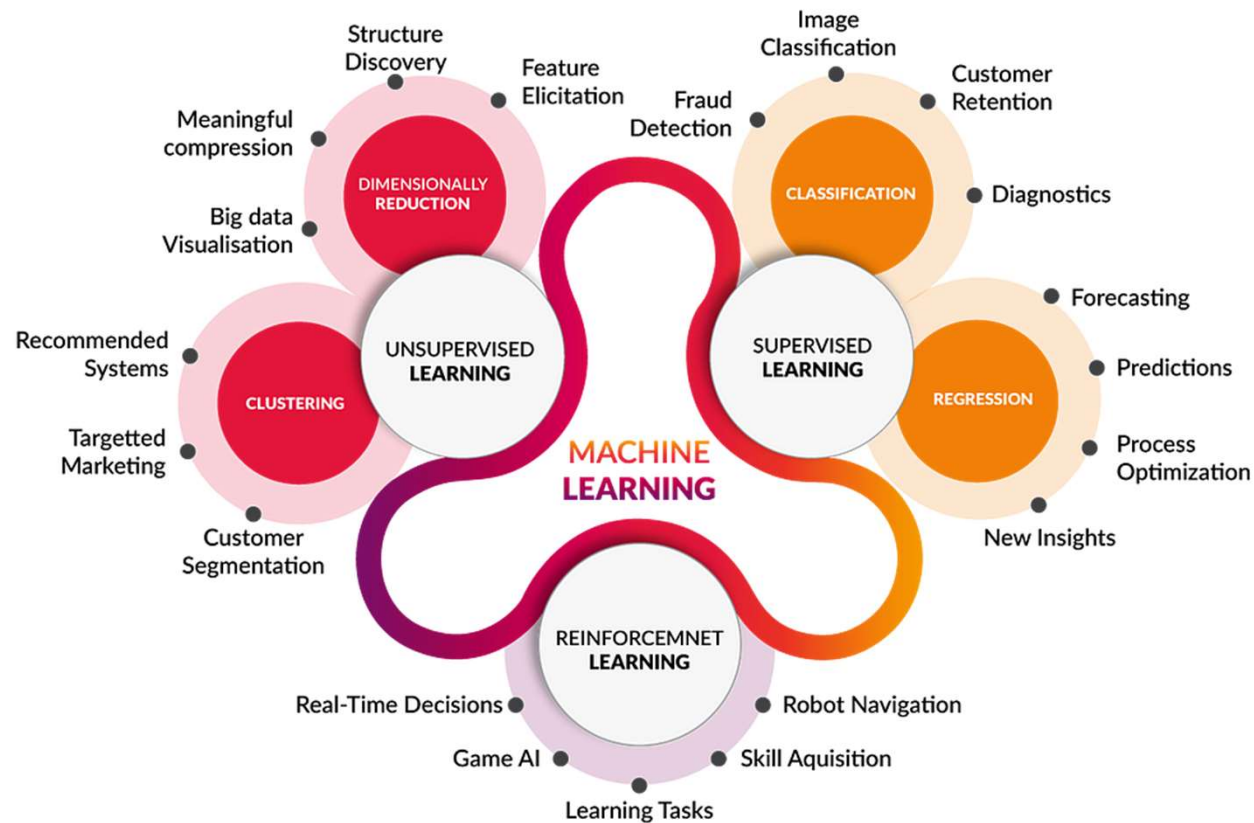 Structure
Discovery
Feature
Elicitation
Meaningful
compression
Big data
Visualisation
DIMENSIONALLY
REDUCTION
Recommended
Systems
Targetted
Marketing
Customer
Segmentation
CLUSTERING
UNSUPERVISED
LEARNING
Image
Classification
Customer
Retention
Fraud
Detection
Diagnostics
CLASSIFICATION
SUPERVISED
LEARNING
Forecasting
Predictions
Process
Optimization
New Insights
REGRESSION
MACHINE
LEARNING
REINFORCEMNET
LEARNING
Real-Time Decisions
Game AI
Learning Tasks
Skill Aquisition
Robot Navigation